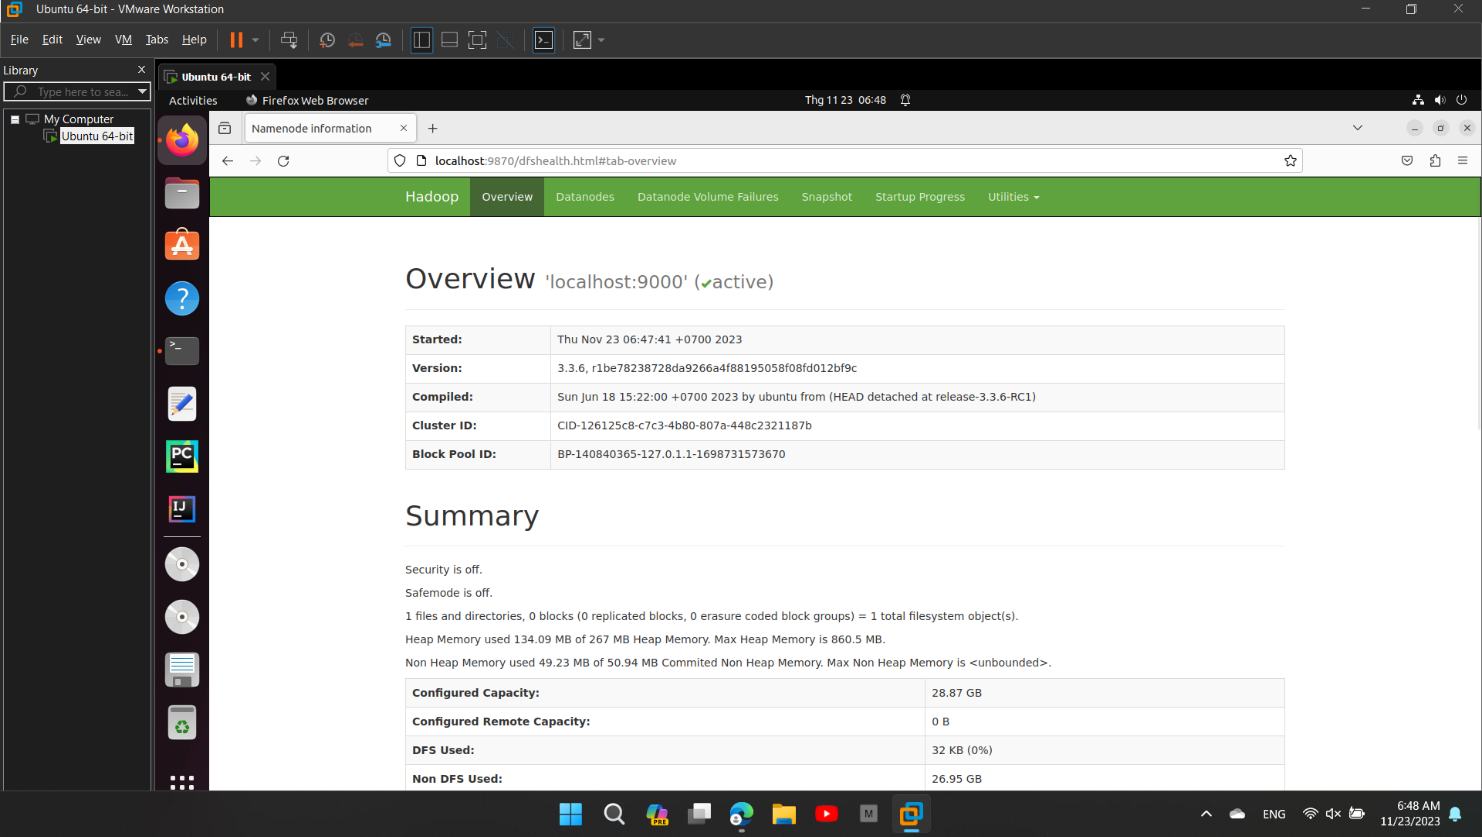 Ubuntu 64-bit - VMware Workstation
File Edit View VM Tabs Help
Library
Ubuntu 64-bit
Type here to sea...
Activities Firefox Web Browser Thg 11 23 06:48
My Computer
Ubuntu 64-bit
Namenode information
localhost:9870/dfshealth.html#tab-overview
Hadoop Overview Datanodes Datanode Volume Failures Snapshot Startup Progress Utilities
Overview 'localhost:9000' (✔active)
Started: Thu Nov 23 06:47:41 +0700 2023
Version: 3.3.6, r1be78238728da9266a4f88195058f08fd012bf9c
Compiled: Sun Jun 18 15:22:00 +0700 2023 by ubuntu from (HEAD detached at release-3.3.6-RC1)
Cluster ID: CID-126125c8-c7c3-4b80-807a-448c2321187b
Block Pool ID: BP-140840365-127.0.1.1-1698731573670
Summary
Security is off.
Safemode is off.
1 files and directories, 0 blocks (0 replicated blocks, 0 erasure coded block groups) = 1 total filesystem object(s).
Heap Memory used 134.09 MB of 267 MB Heap Memory. Max Heap Memory is 860.5 MB.
Non Heap Memory used 49.23 MB of 50.94 MB Commited Non Heap Memory. Max Non Heap Memory is <unbounded>.
Configured Capacity: 28.87 GB
Configured Remote Capacity: 0 B
DFS Used: 32 KB (0%)
Non DFS Used: 26.95 GB
PC
IJ
PRE
M
ENG
6:48 AM
11/23/2023